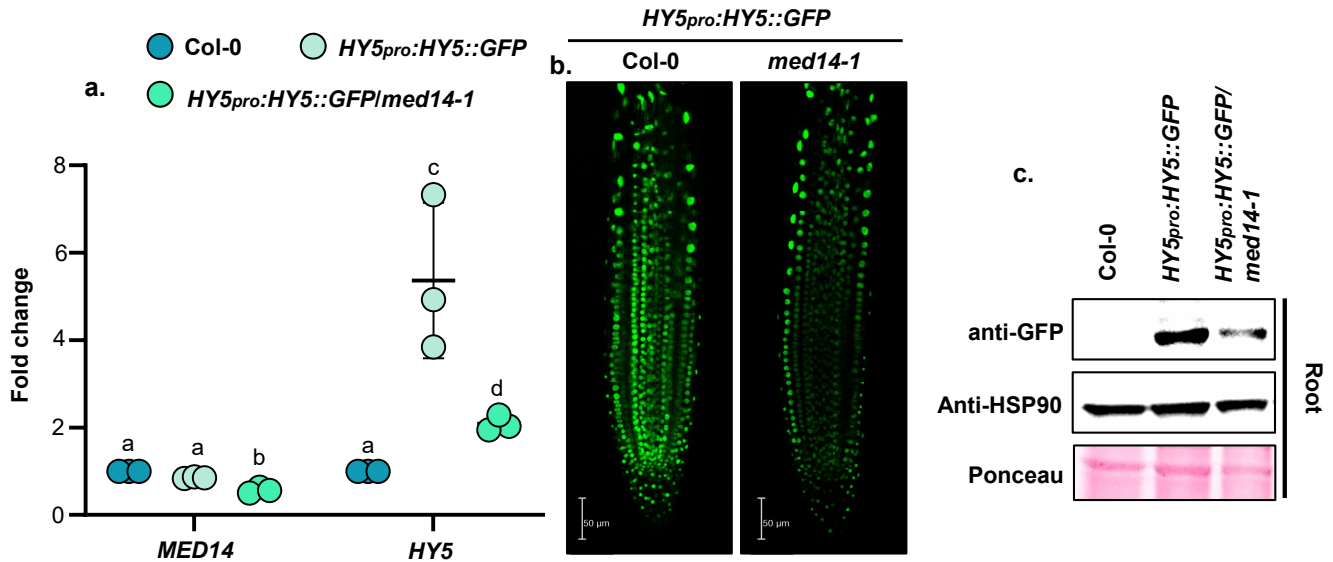 Col-0
HY5pro:HY5::GFP
HY5pro:HY5::GFP/med14-1
a.
Fold change
8
6
4
2
0
a
a
b
a
c
d
MED14
HY5
HY5pro:HY5::GFP
b.
Col-0
med14-1
50 µm
50 µm
c.
Col-0
HY5pro:HY5::GFP
HY5pro:HY5::GFP/
med14-1
anti-GFP
Anti-HSP90
Ponceau
Root